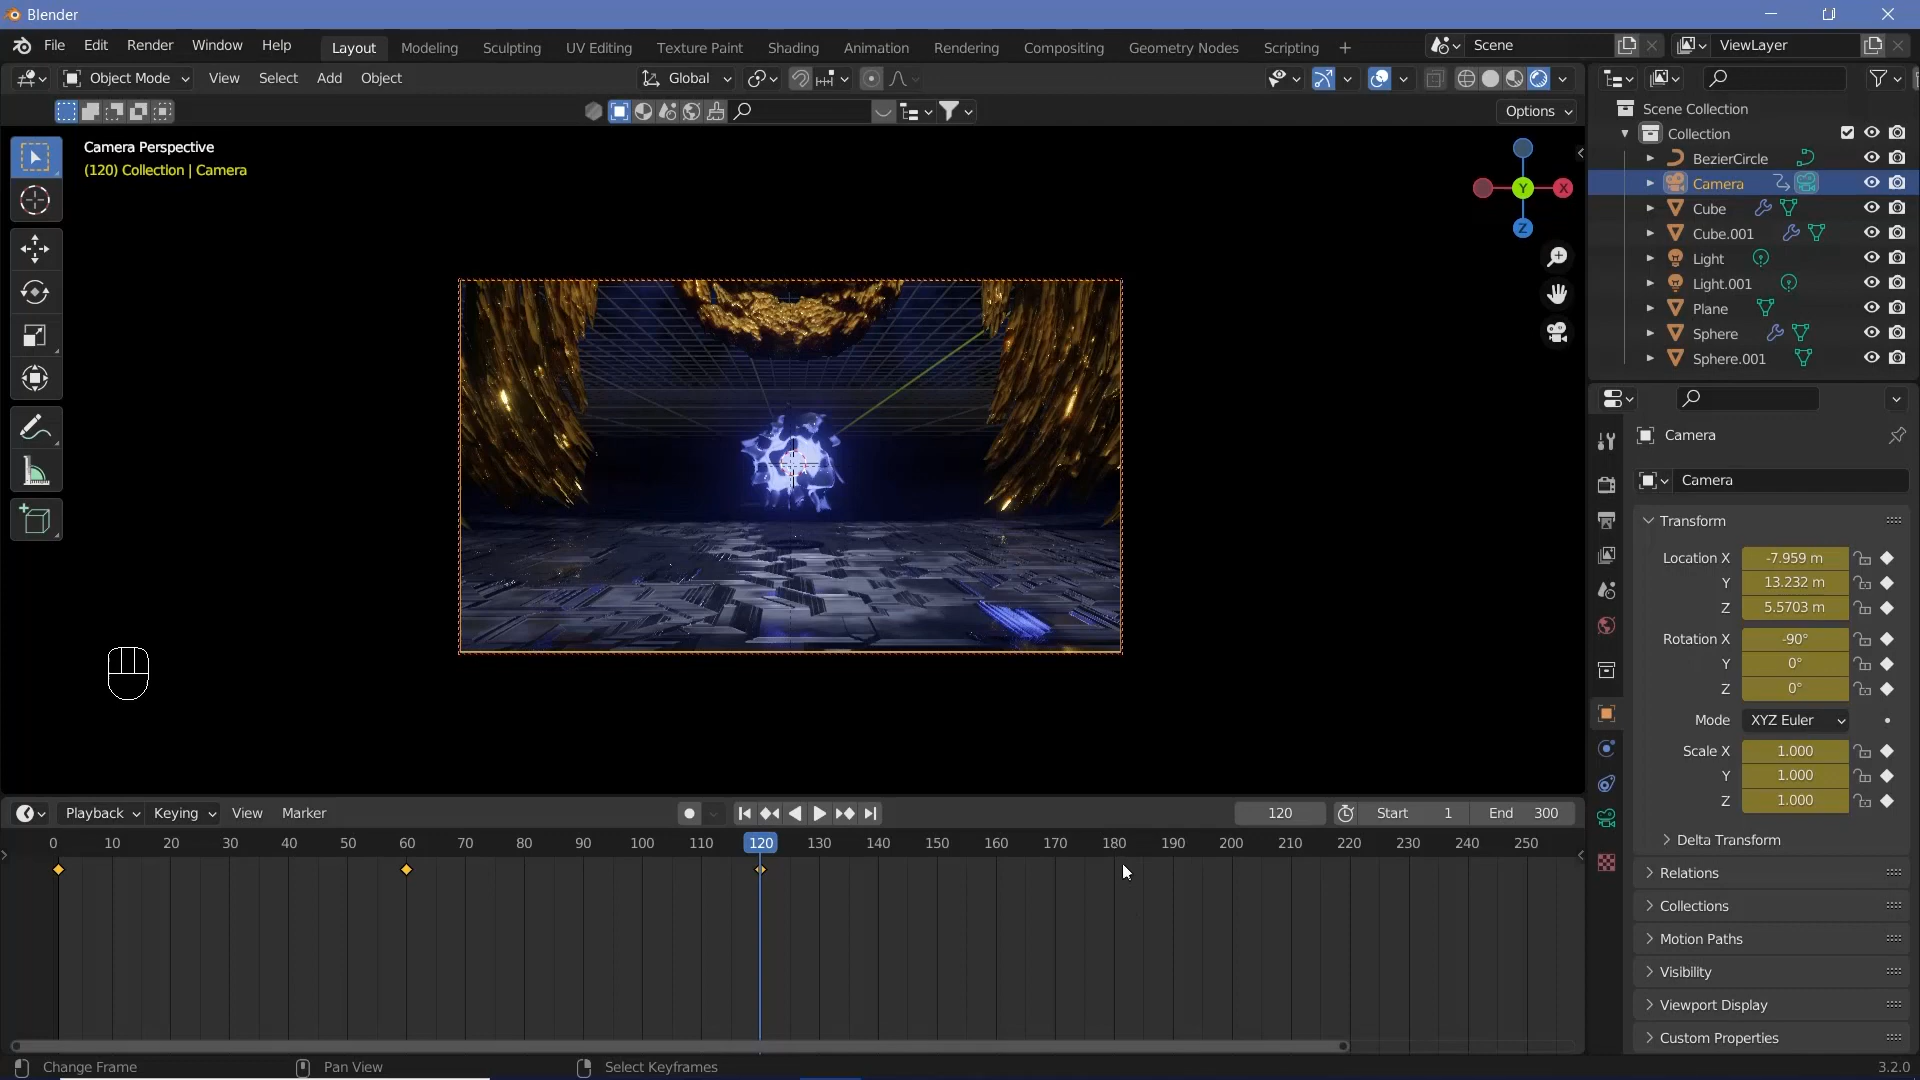 Blender
File Edit Render Window Help Layout Modeling Sculpting UV Editing Texture Paint Shading Animation Rendering Compositing Geometry Nodes Scripting + Scene ViewLayer
Object Mode View Select Add Object Global
Options
Camera Perspective
(120) Collection | Camera
Y X
Z
Scene Collection
Collection
BezierCircle
Camera
Cube
Cube.001
Light
Light.001
Plane
Sphere
Sphere.001
Camera
Camera
Transform
Location X -7.959 m
Y 13.232 m
Z 5.5703 m
Rotation X -90°
Y 0°
Z 0°
Mode XYZ Euler
Scale X 1.000
Y 1.000
Z 1.000
Delta Transform
Relations
Collections
Motion Paths
Visibility
Viewport Display
Custom Properties
Playback Keying View Marker 120 Start 1 End 300
0 10 20 30 40 50 60 70 80 90 100 110 120 130 140 150 160 170 180 190 200 210 220 230 240 250
Change Frame Pan View Select Keyframes 3.2.0